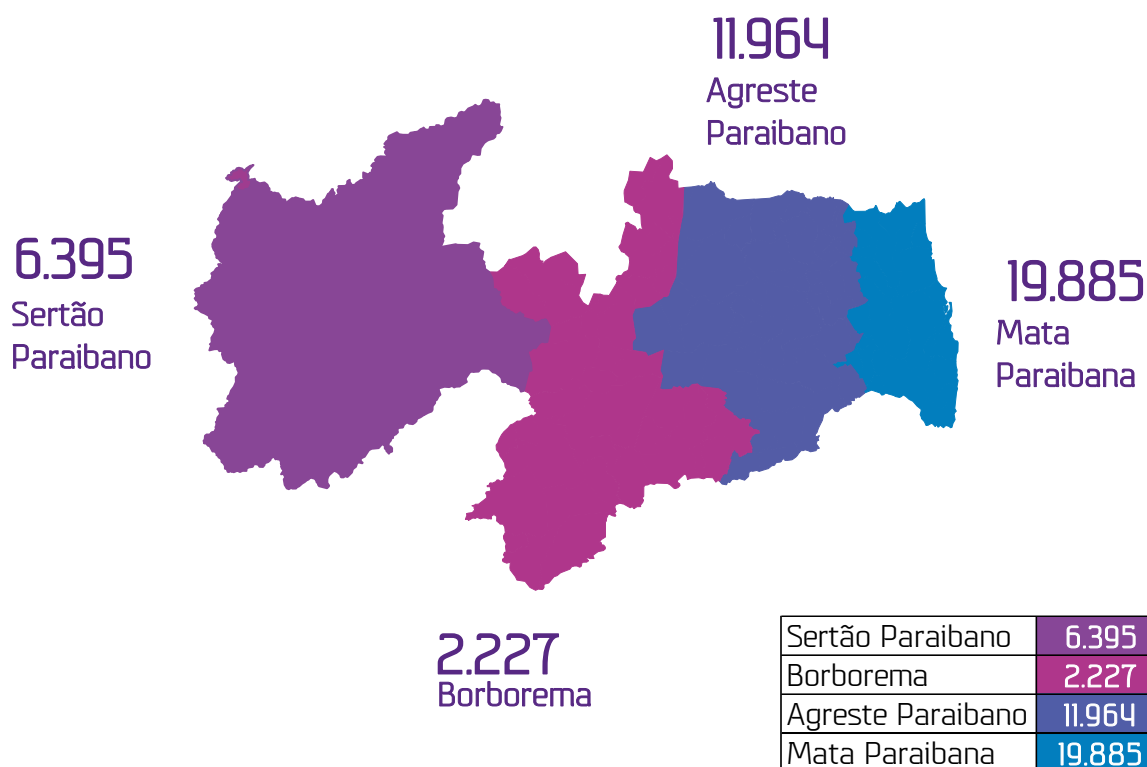 11.964
Agreste
Paraibano
6.395
Sertão
Paraibano
19.885
Mata
Paraibana
2.227
Borborema
Sertão Paraibano 6.395
Borborema 2.227
Agreste Paraibano 11.964
Mata Paraibana 19.885